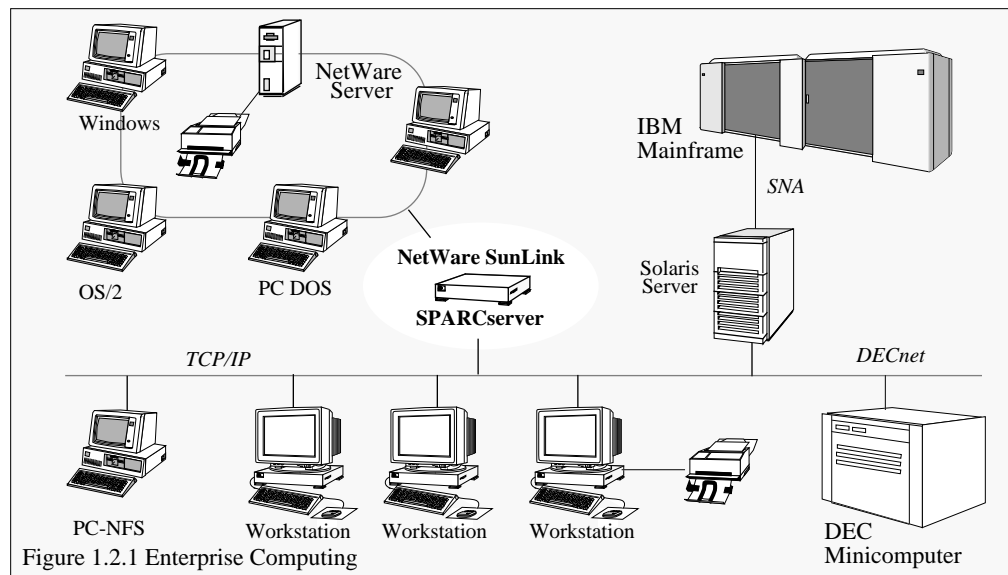 NetWare
Server
Windows
IBM
Mainframe
SNA
OS/2
PC DOS
NetWare SunLink
SPARCserver
Solaris
Server
TCP/IP
DECnet
PC-NFS
Workstation
Workstation
Workstation
DEC
Minicomputer
Figure 1.2.1 Enterprise Computing